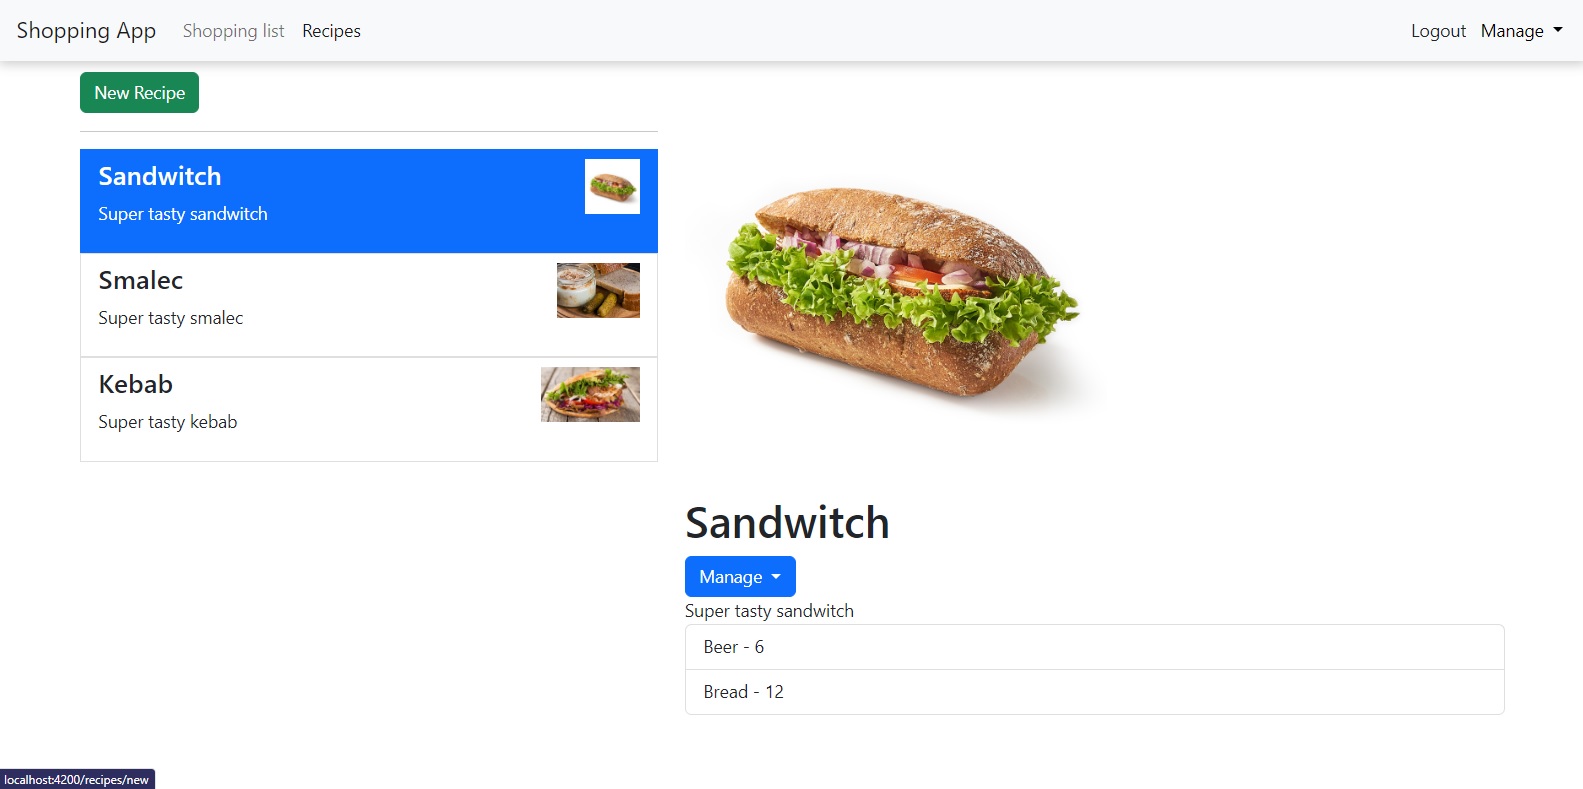 Shopping App Shopping list Recipes Logout Manage
New Recipe
Sandwitch
Super tasty sandwitch
Smalec
Super tasty smalec
Kebab
Super tasty kebab
Sandwitch
Manage
Super tasty sandwitch
Beer - 6
Bread - 12
localhost:4200/recipes/new